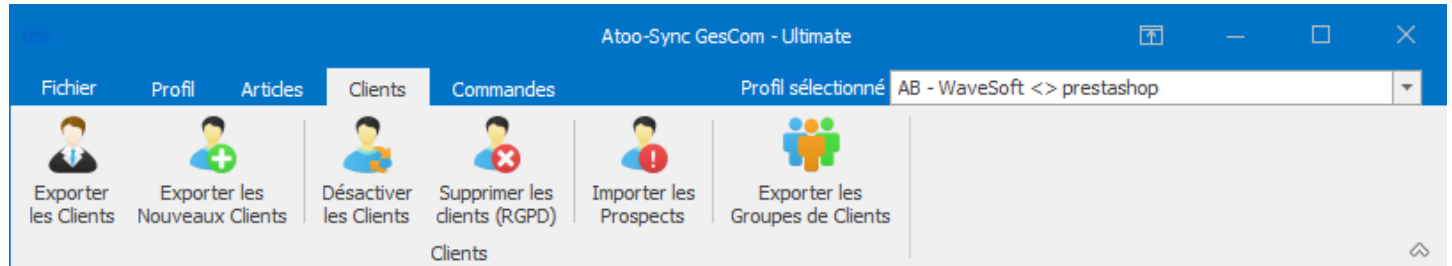 Atoo-Sync GesCom - Ultimate
Fichier Profil Articles Clients Commandes Profil sélectionné AB - WaveSoft <> prestashop
Exporter
les Clients
Exporter les
Nouveaux Clients
Désactiver
les Clients
Supprimer les
clients (RGPD)
Importer les
Prospects
Exporter les
Groupes de Clients
Clients